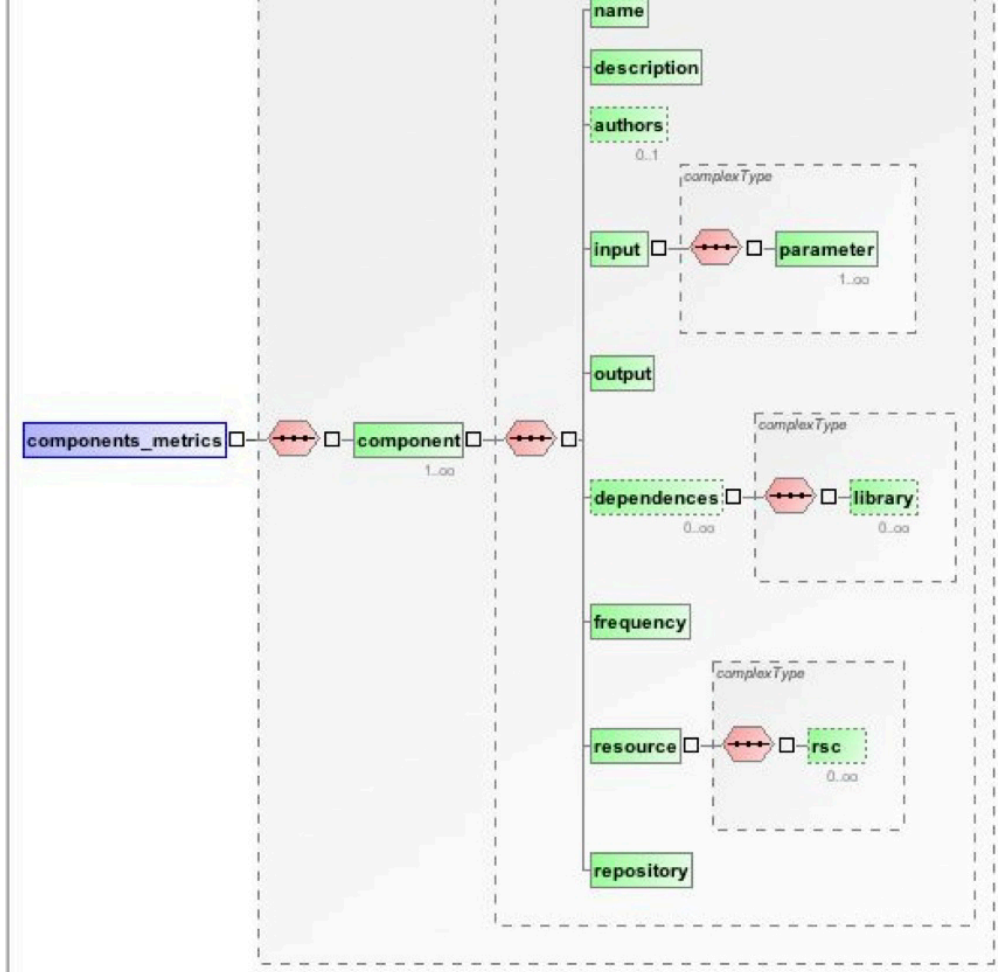 name
description
authors
0..1
complexType
input
parameter
1..∞
output
components_metrics
component
1..∞
complexType
dependences
library
0..∞
0..∞
frequency
complexType
resource
rsc
0..∞
repository